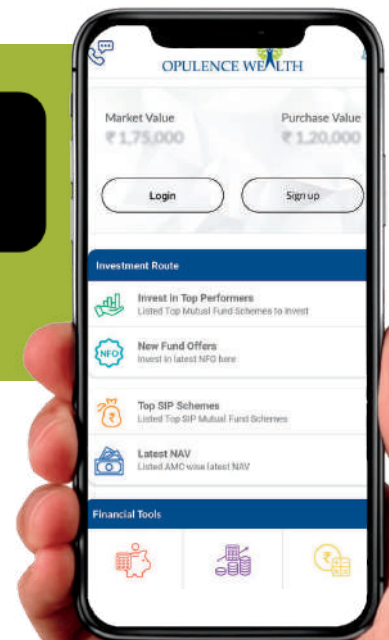 OPULENCE WEALTH
Market Value
Purchase Value
₹ 1,75,000
₹ 1,20,000
Login
Sign up
Investment Route
Invest in Top Performers
Listed Top Mutual Fund Schemes to Invest
NFO
New Fund Offers
Invest in latest NFO here
Top SIP Schemes
Listed Top SIP Mutual Fund Schemes
Latest NAV
Listed AMC wise latest NAV
Financial Tools